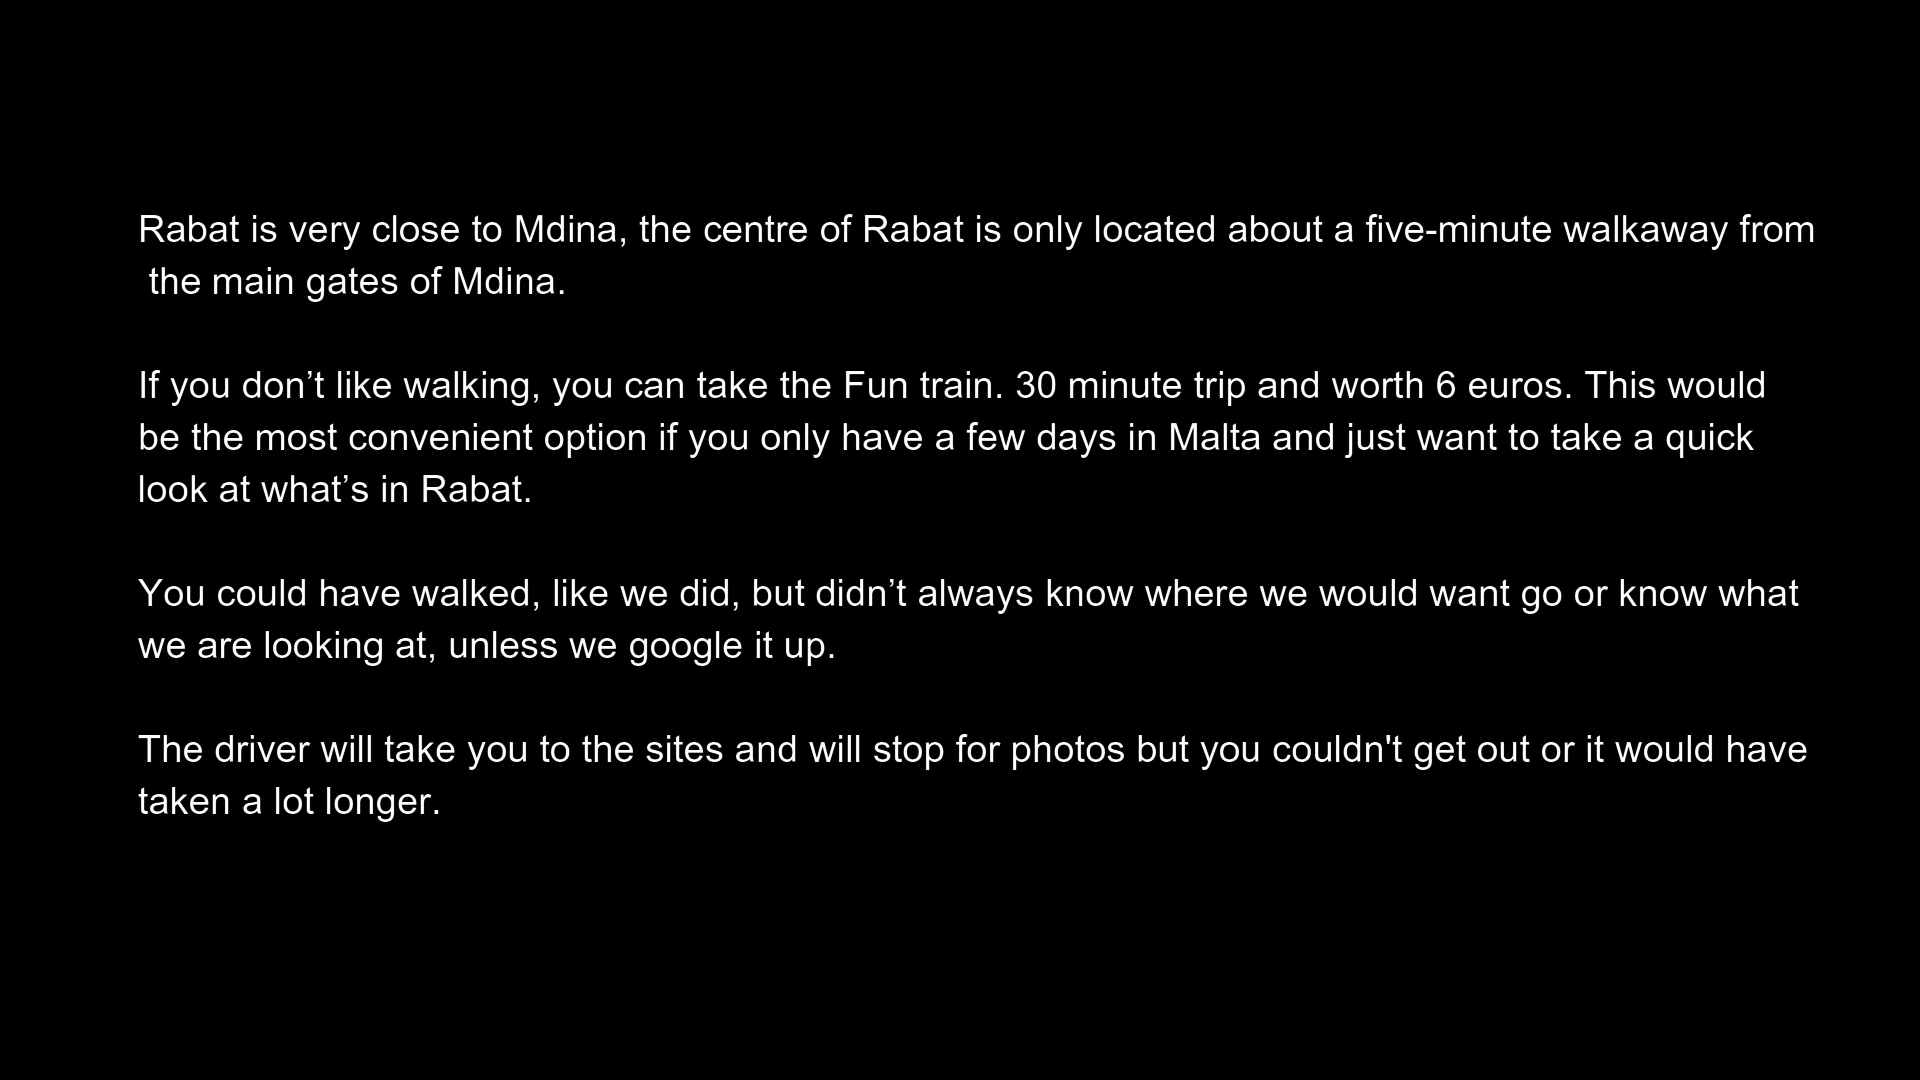 Rabat is very close to Mdina, the centre of Rabat is only located about a five-minute walkaway from
the main gates of Mdina.
If you don’t like walking, you can take the Fun train. 30 minute trip and worth 6 euros. This would
be the most convenient option if you only have a few days in Malta and just want to take a quick
look at what’s in Rabat.
You could have walked, like we did, but didn’t always know where we would want go or know what
we are looking at, unless we google it up.
The driver will take you to the sites and will stop for photos but you couldn't get out or it would have
taken a lot longer.